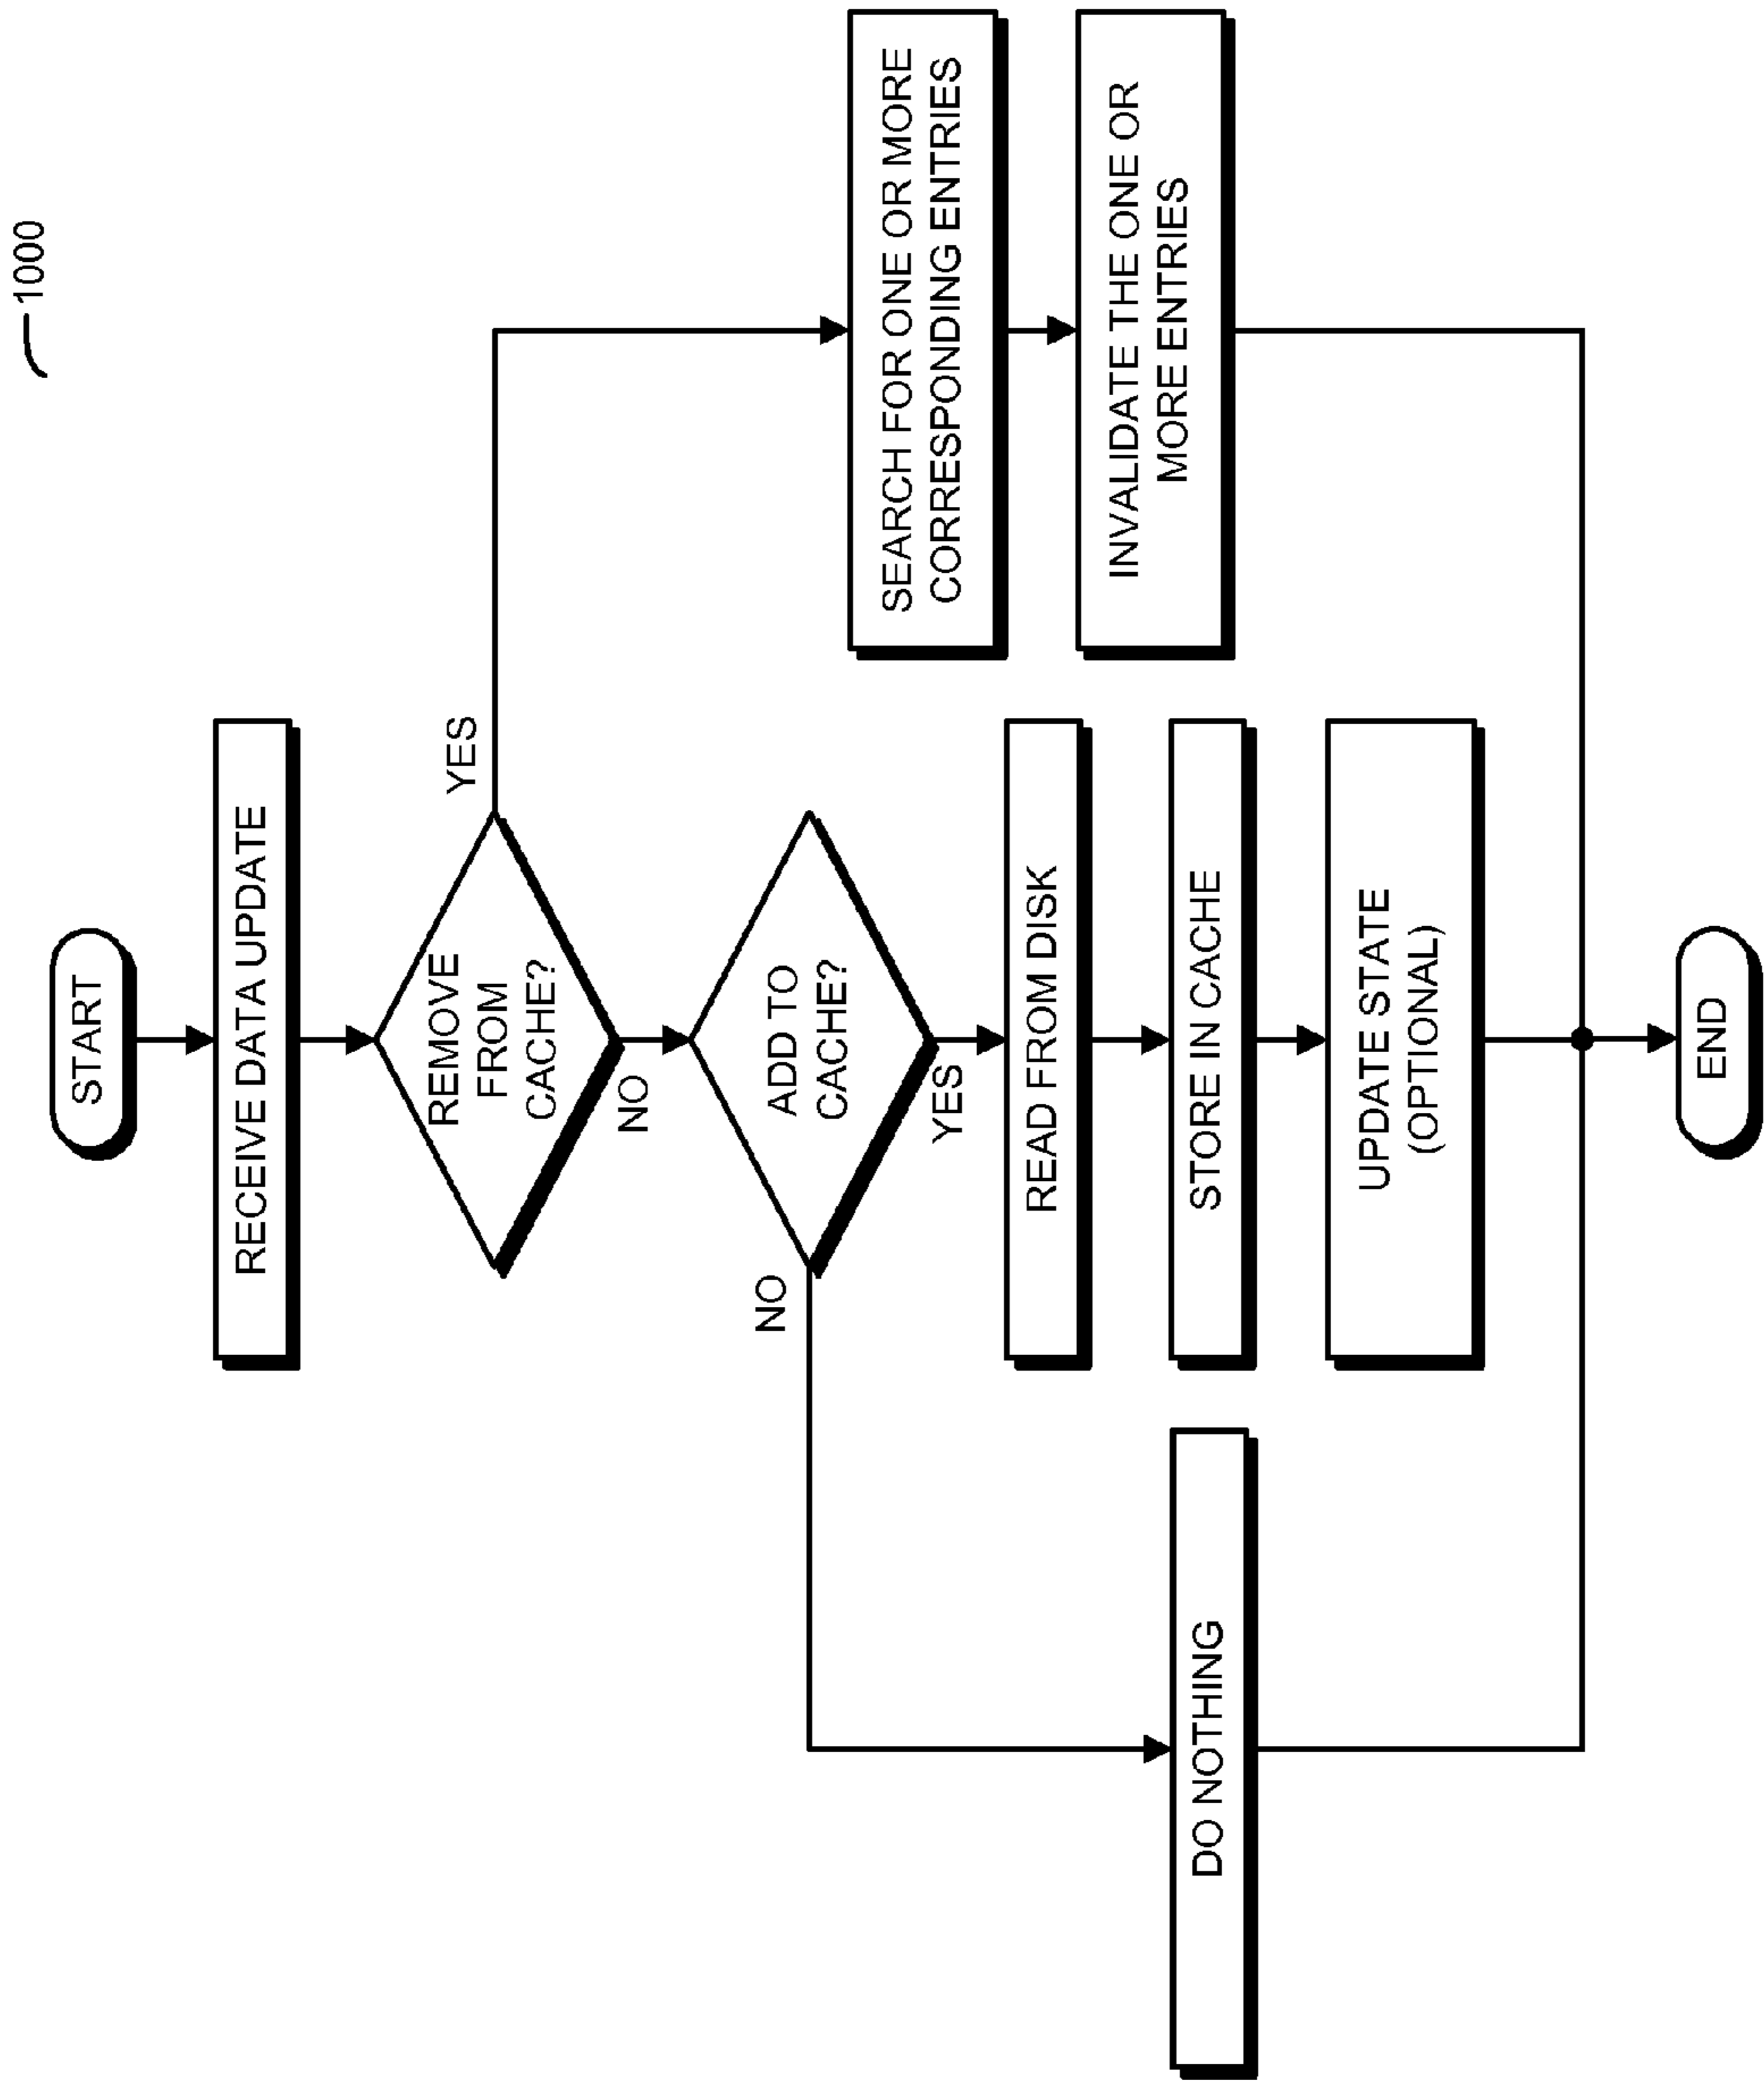 1000
START
RECEIVE DATA UPDATE
REMOVE
FROM
CACHE?
YES
NO
ADD TO
CACHE?
NO
YES
SEARCH FOR ONE OR MORE
CORRESPONDING ENTRIES
INVALIDATE THE ONE OR
MORE ENTRIES
READ FROM DISK
STORE IN CACHE
UPDATE STATE
(OPTIONAL)
DO NOTHING
END